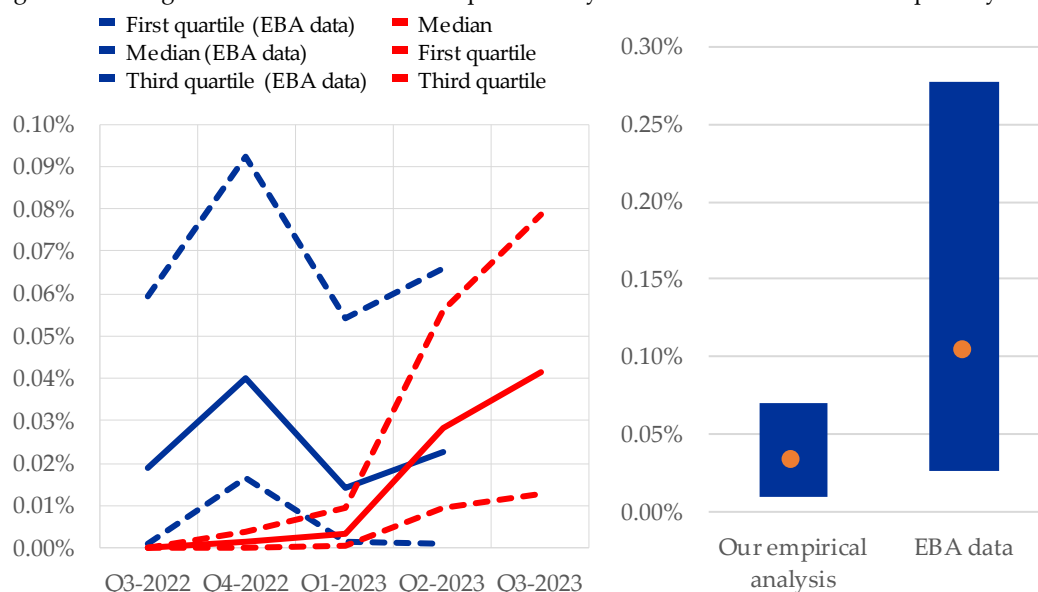 First quartile (EBA data)
Median (EBA data)
Third quartile (EBA data)
Median
First quartile
Third quartile
0.10%
0.09%
0.08%
0.07%
0.06%
0.05%
0.04%
0.03%
0.02%
0.01%
0.00%
Q3-2022 Q4-2022 Q1-2023 Q2-2023 Q3-2023
0.30%
0.25%
0.20%
0.15%
0.10%
0.05%
0.00%
Our empirical
analysis
EBA data